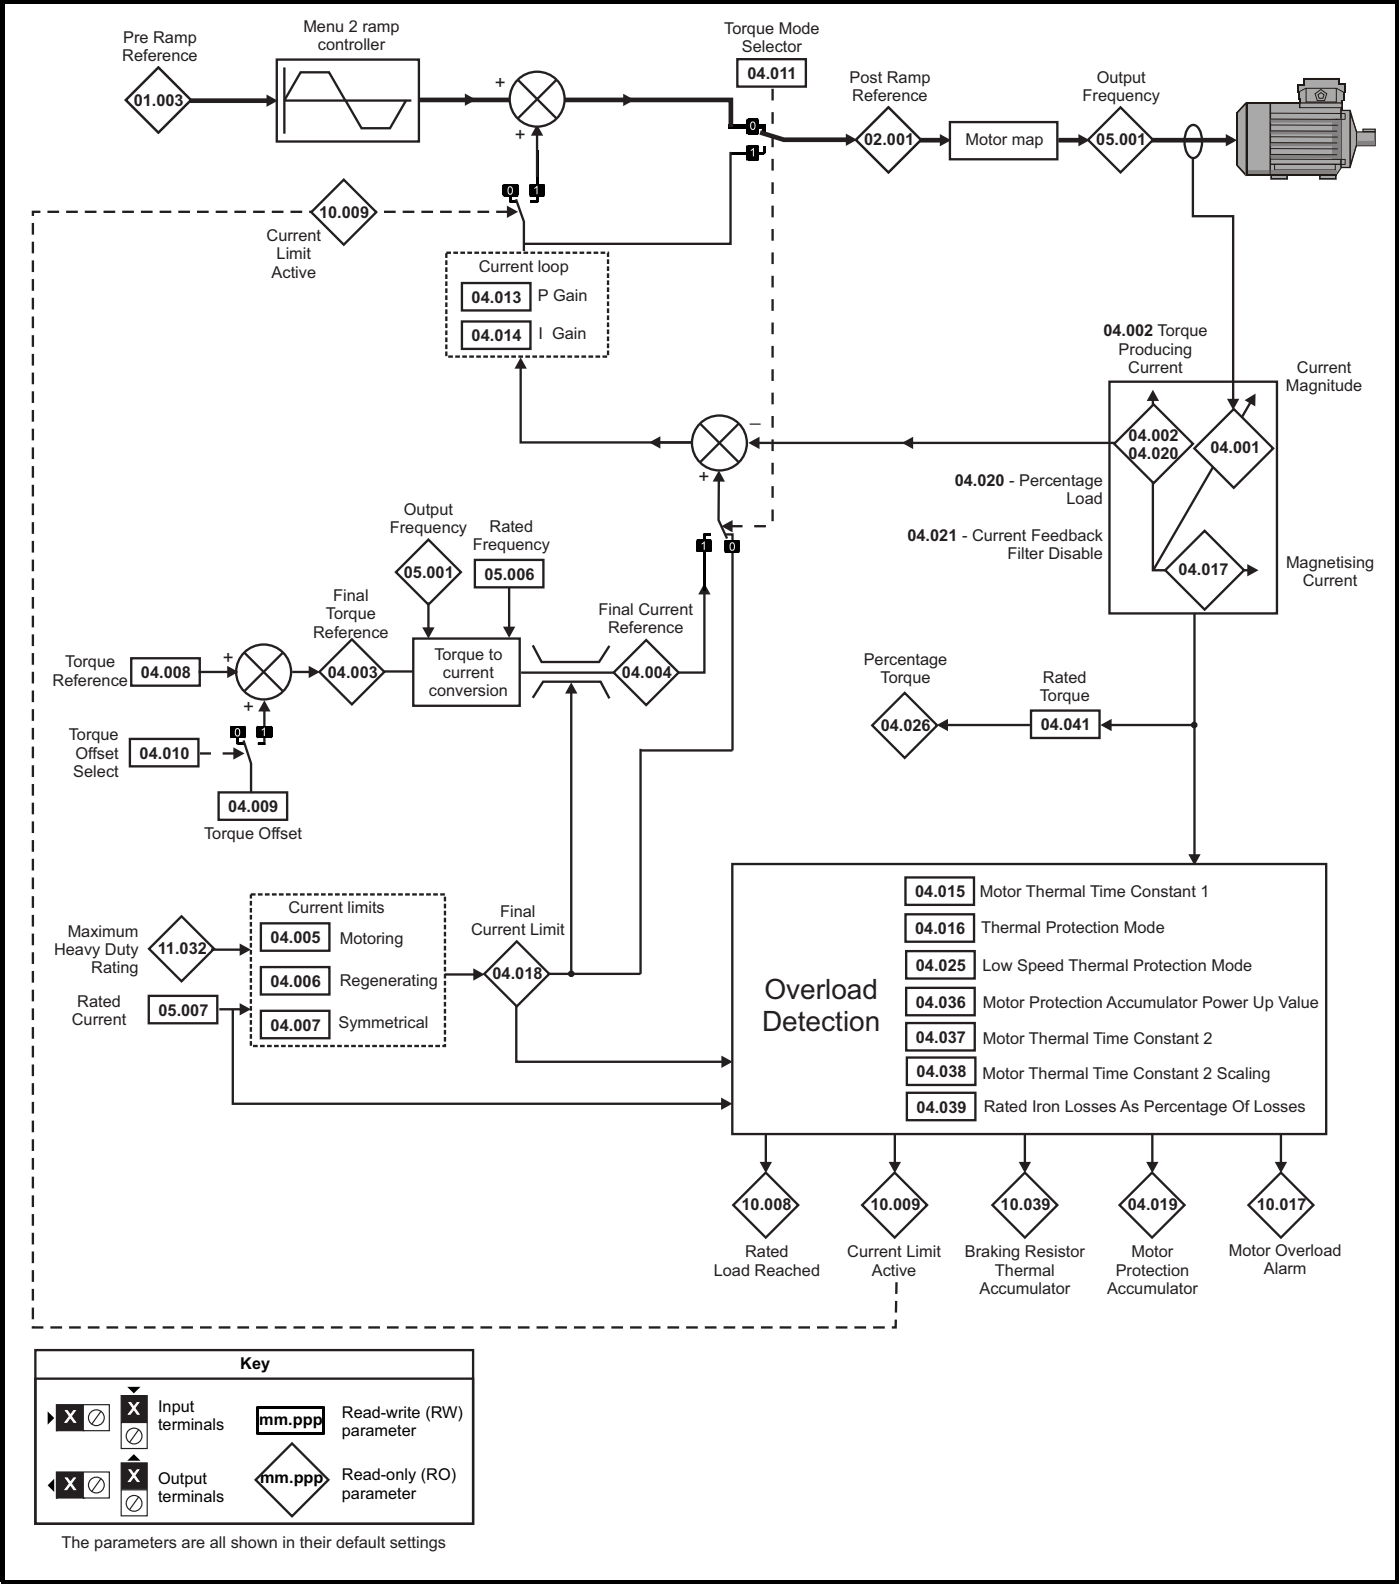 Pre Ramp
Reference
01.003
Menu 2 ramp
controller
+
+
Torque Mode
Selector
04.011
0
1
Post Ramp
Reference
02.001
Motor map
Output
Frequency
05.001
0
1
10.009
Current
Limit
Active
Current loop
04.013 P Gain
04.014 I Gain
04.002 Torque
Producing
Current
Current
Magnitude
04.002
04.020
04.001
04.020 - Percentage
Load
04.021 - Current Feedback
Filter Disable
04.017
Magnetising
Current
–
+
1
0
Output
Frequency
05.001
Rated
Frequency
05.006
Final
Torque
Reference
04.003
Torque to
current
conversion
Final Current
Reference
04.004
Torque
Reference
04.008
+
+
0
1
Torque
Offset
Select
04.010
04.009
Torque Offset
Percentage
Torque
04.026
Rated
Torque
04.041
Maximum
Heavy Duty
Rating
11.032
Rated
Current
05.007
Current limits
04.005 Motoring
04.006 Regenerating
04.007 Symmetrical
Final
Current Limit
04.018
Overload
Detection
04.015 Motor Thermal Time Constant 1
04.016 Thermal Protection Mode
04.025 Low Speed Thermal Protection Mode
04.036 Motor Protection Accumulator Power Up Value
04.037 Motor Thermal Time Constant 2
04.038 Motor Thermal Time Constant 2 Scaling
04.039 Rated Iron Losses As Percentage Of Losses
10.008
Rated
Load Reached
10.009
Current Limit
Active
10.039
Braking Resistor
Thermal
Accumulator
04.019
Motor
Protection
Accumulator
10.017
Motor Overload
Alarm
Key
X
X
Input
terminals
mm.ppp
Read-write (RW)
parameter
X
X
Output
terminals
mm.ppp
Read-only (RO)
parameter
The parameters are all shown in their default settings